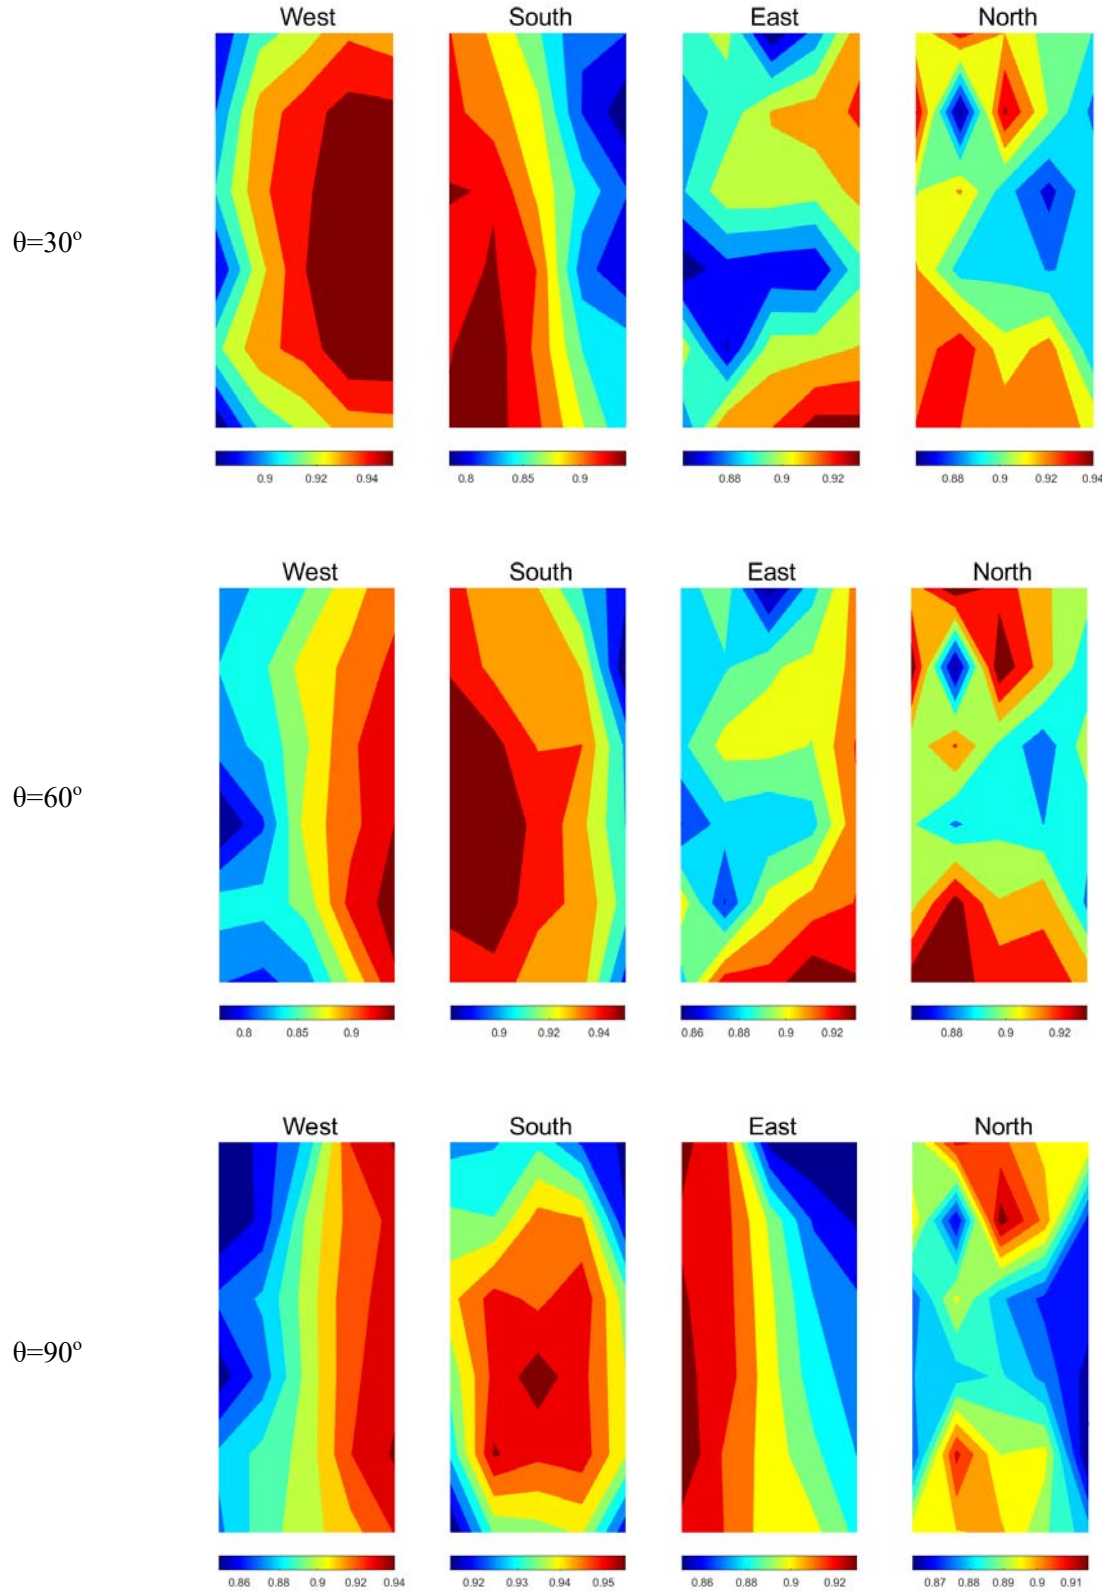 West South East North
θ=30º
0.9 0.92 0.94 0.8 0.85 0.9 0.88 0.9 0.92 0.88 0.9 0.92 0.94
West South East North
θ=60º
0.8 0.85 0.9 0.9 0.92 0.94 0.86 0.88 0.9 0.92 0.88 0.9 0.92
West South East North
θ=90º
0.86 0.88 0.9 0.92 0.94 0.92 0.93 0.94 0.95 0.86 0.88 0.9 0.92 0.87 0.88 0.89 0.9 0.91